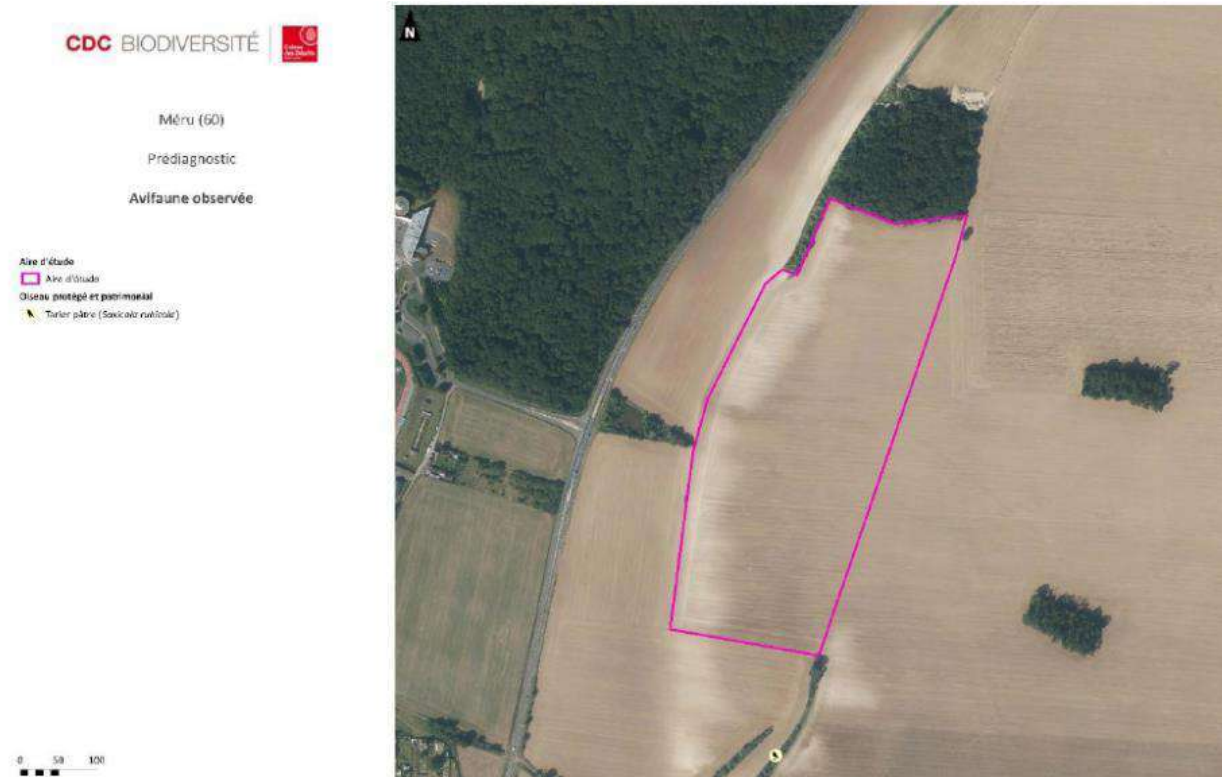 CDC BIODIVERSITÉ
Méru (60)
Prédiagnostic
Avifaune observée
Aire d'étude
Aire d'étude
Oiseau protégé et patrimonial
Tarier pâtre (Saxicola rubicola)
0 50 100
N